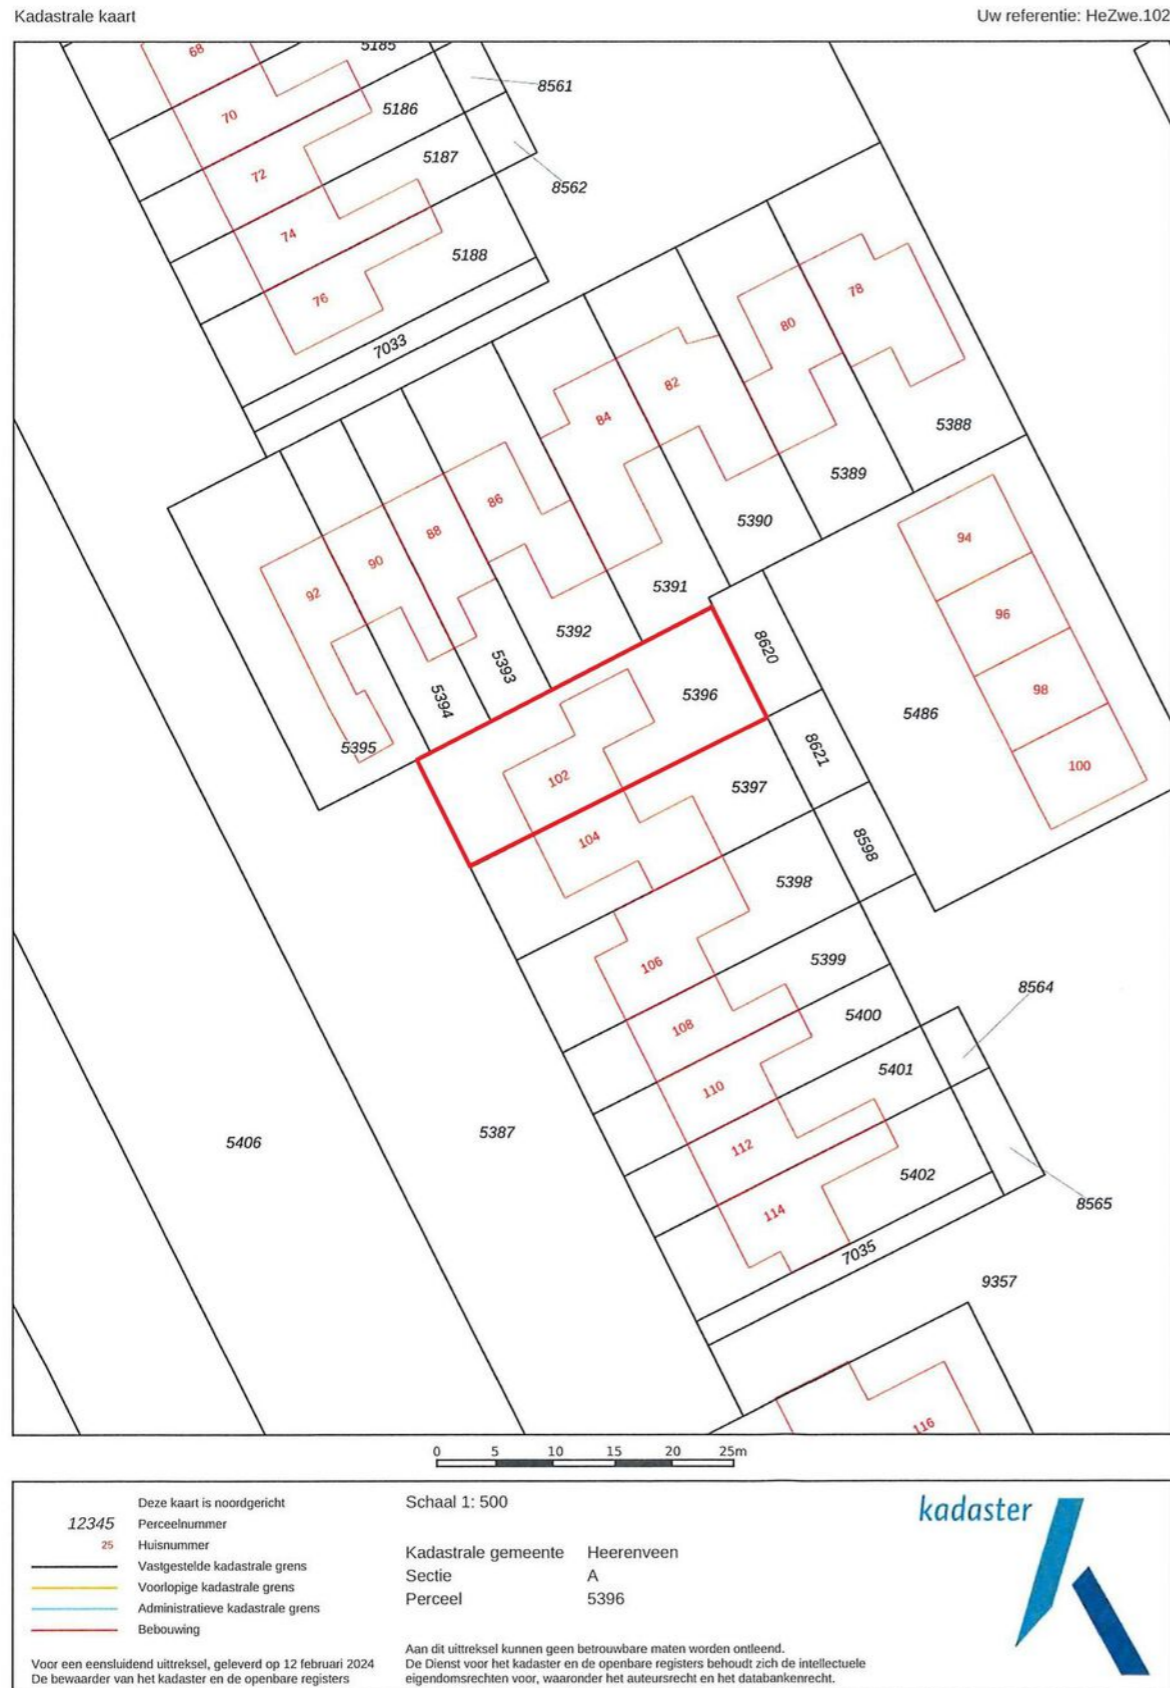 Kadastrale kaart
Uw referentie: HeZwe.102
68
5185
8561
70
5186
72
5187
8562
74
5188
76
7033
78
80
82
84
5388
5389
86
88
5390
90
94
92
5391
96
5392
8620
5393
5394
5396
98
5395
5486
8621
100
102
5397
104
8598
5398
106
5399
8564
108
5400
110
5401
5406
5387
112
5402
8565
114
7035
9357
116
0 5 10 15 20 25m
Deze kaart is noordgericht
12345 Perceelnummer
25 Huisnummer
Vastgestelde kadastrale grens
Voorlopige kadastrale grens
Administratieve kadastrale grens
Bebouwing
Voor een eensluidend uittreksel, geleverd op 12 februari 2024
De bewaarder van het kadaster en de openbare registers
Schaal 1: 500
Kadastrale gemeente Heerenveen
Sectie A
Perceel 5396
Aan dit uittreksel kunnen geen betrouwbare maten worden ontleend.
De Dienst voor het kadaster en de openbare registers behoudt zich de intellectuele
eigendomsrechten voor, waaronder het auteursrecht en het databankenrecht.
kadaster